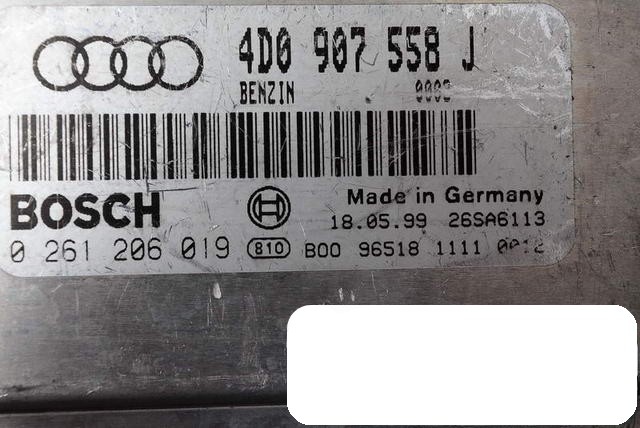 4D0 907 558 J
BENZIN
BOSCH
Made in Germany
18.05.99 26SA6113
0 261 206 019 810 B00 96518 1111